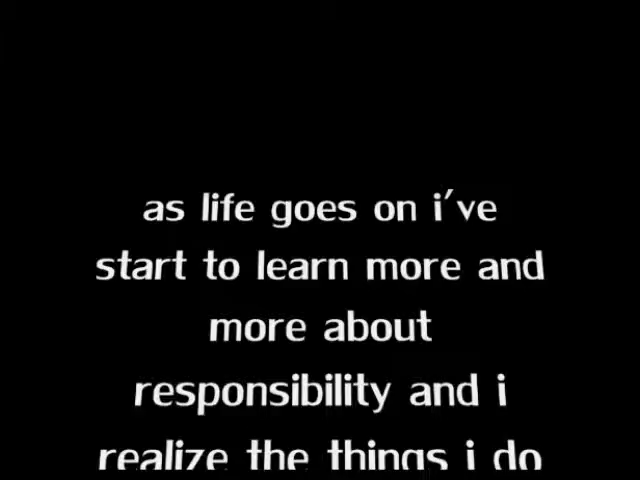 as life goes on i've
start to learn more and
more about
responsibility and i
realize the things i do